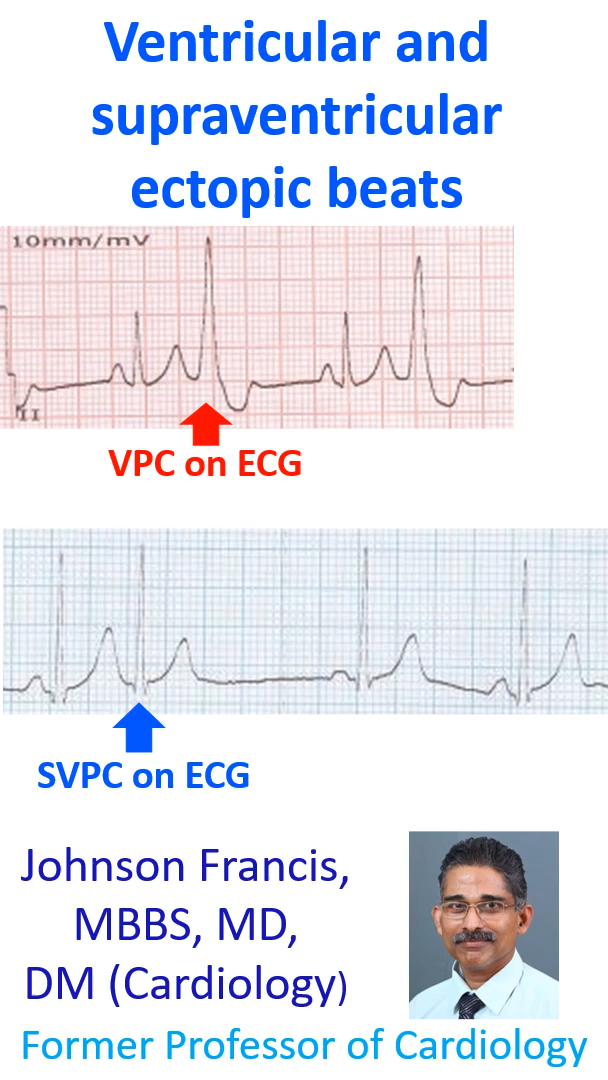 Ventricular and
supraventricular
ectopic beats
10mm/mV
II
VPC on ECG
SVPC on ECG
Johnson Francis,
MBBS, MD,
DM (Cardiology)
Former Professor of Cardiology